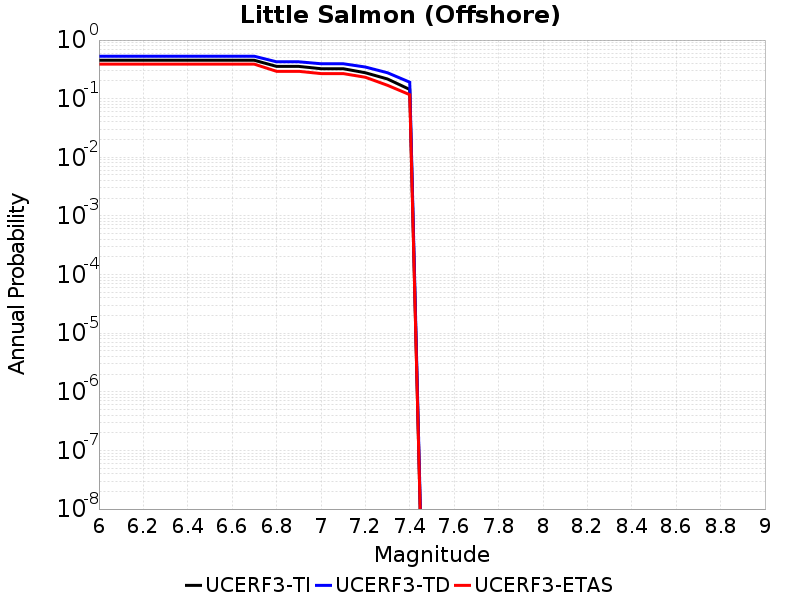 Little Salmon (Offshore)
Annual Probability
10^0
10^-1
10^-2
10^-3
10^-4
10^-5
10^-6
10^-7
10^-8
6 6.2 6.4 6.6 6.8 7 7.2 7.4 7.6 7.8 8 8.2 8.4 8.6 8.8 9
Magnitude
UCERF3-TI UCERF3-TD UCERF3-ETAS